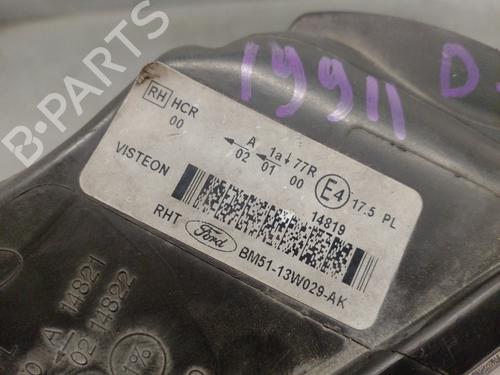 B-PARTS
19911 D
RH HCR
00
A 1a 77R
02 01 00
E4 17.5 PL
VISTEON
14819
RHT Ford BM51-13W029-AK
A 14821
02 14822
1%